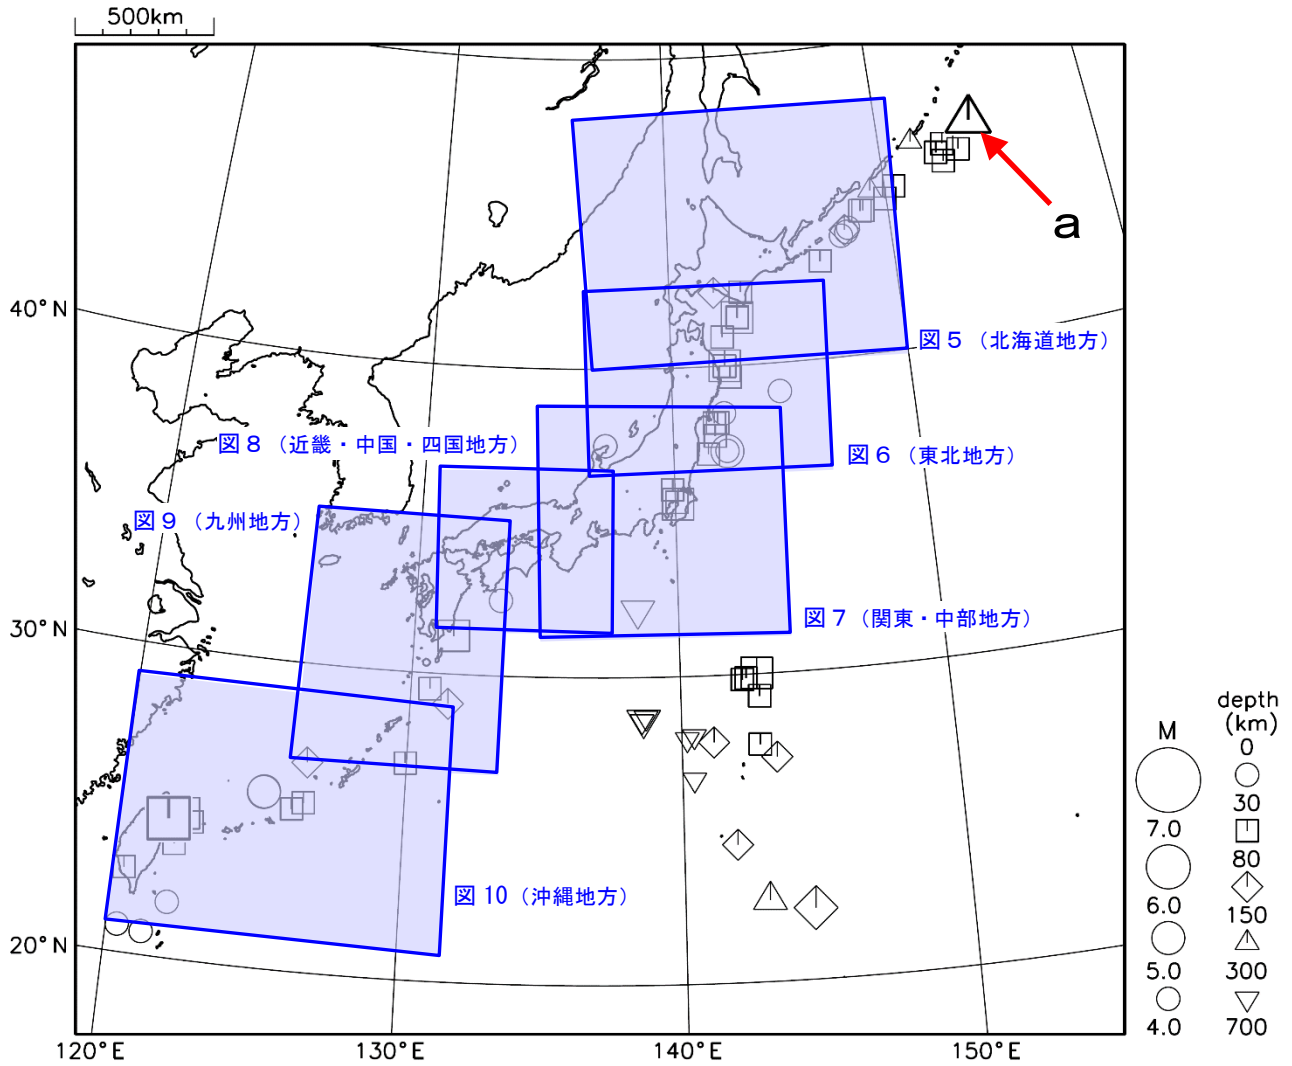 500km
a
40°N
図５（北海道地方）
図８（近畿・中国・四国地方）
図６（東北地方）
図９（九州地方）
30°N
図７（関東・中部地方）
depth
(km)
M
0
30
7.0
80
図10（沖縄地方）
6.0
150
20°N
5.0
300
4.0
700
120°E
130°E
140°E
150°E